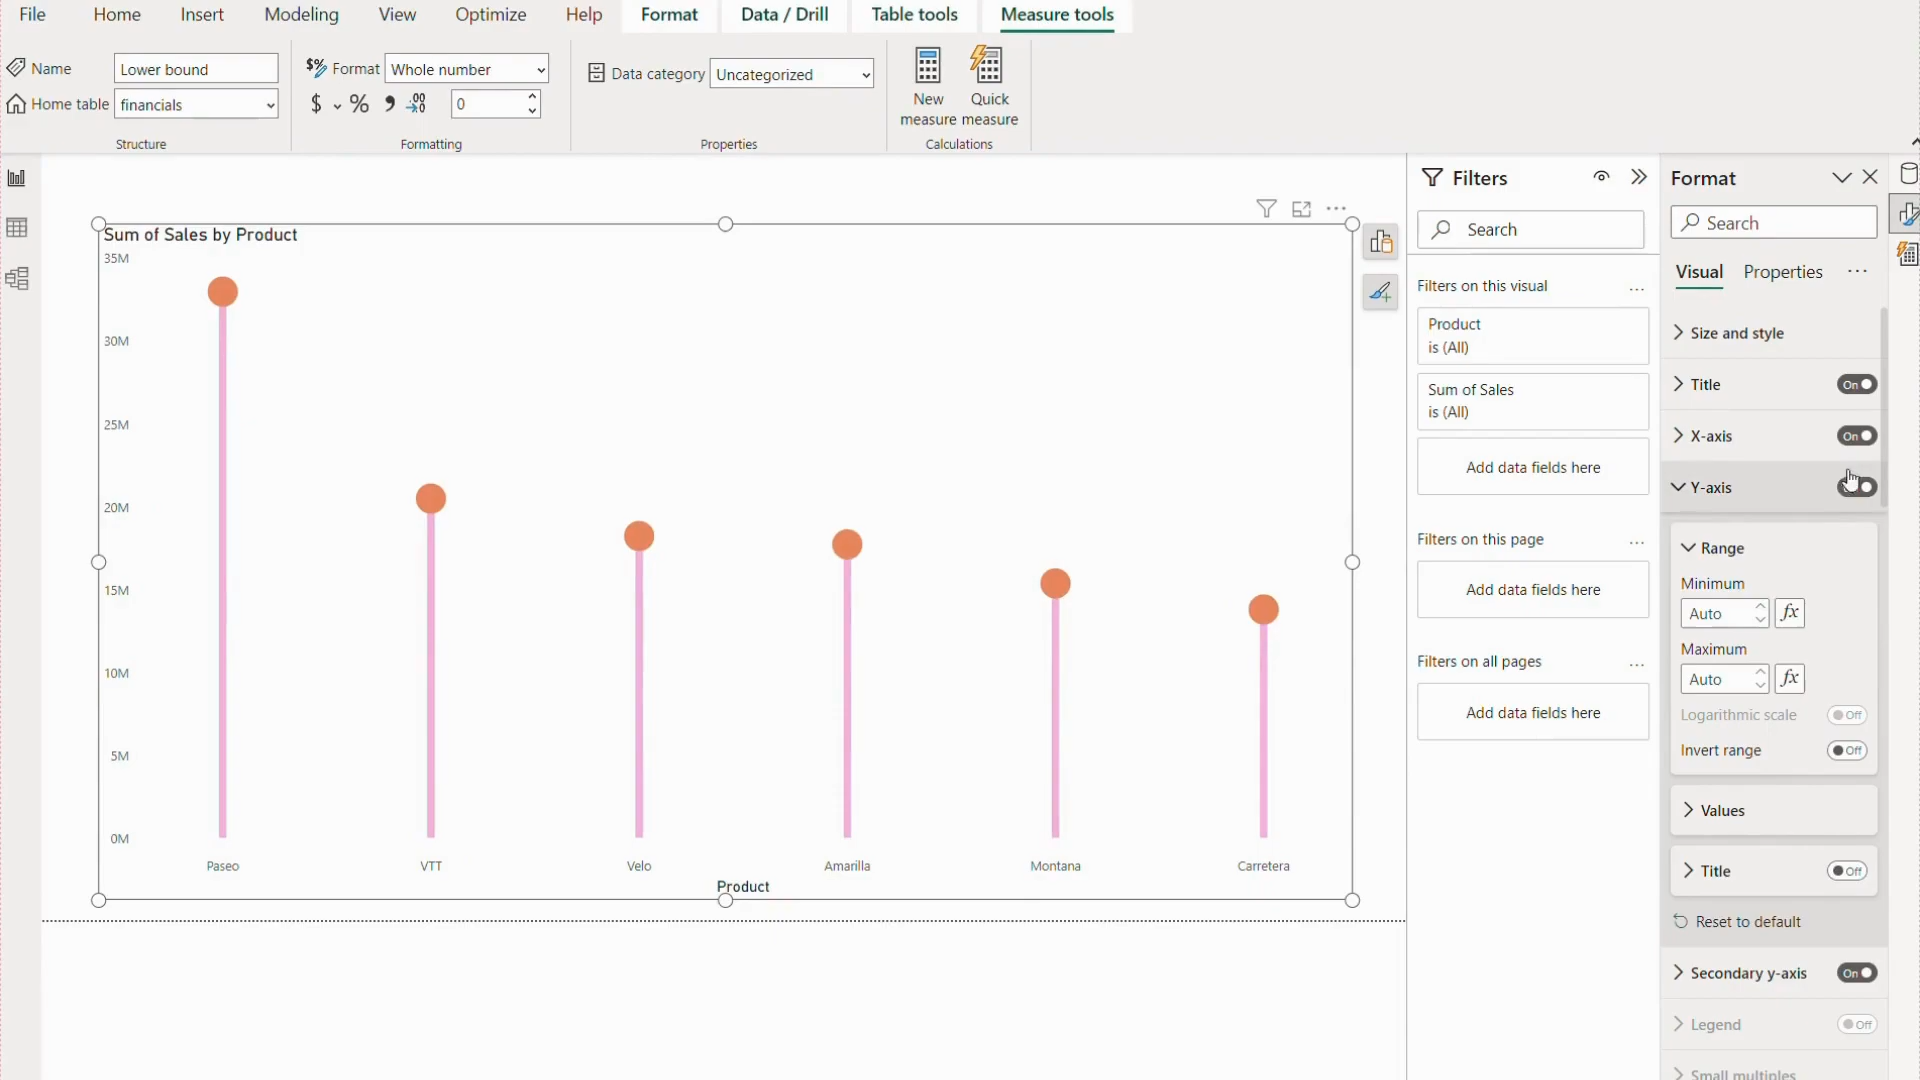 File Home Insert Modeling View Optimize Help Format Data / Drill Table tools Measure tools
Name Lower bound
Home table financials
Structure
$% Format Whole number
$ % , .00 0
Formatting
Data category Uncategorized
Properties
New measure
Quick measure
Calculations
Sum of Sales by Product
35M
30M
25M
20M
15M
10M
5M
0M
Paseo VTT Velo Amarilla Montana Carretera
Product
Filters
Search
Filters on this visual ...
Product
is (All)
Sum of Sales
is (All)
Add data fields here
Filters on this page ...
Add data fields here
Filters on all pages ...
Add data fields here
Format
Search
Visual Properties ...
Size and style
Title On
X-axis On
Y-axis
Range
Minimum
Auto fx
Maximum
Auto fx
Logarithmic scale Off
Invert range Off
Values
Title Off
Reset to default
Secondary y-axis On
Legend Off
Small multiples